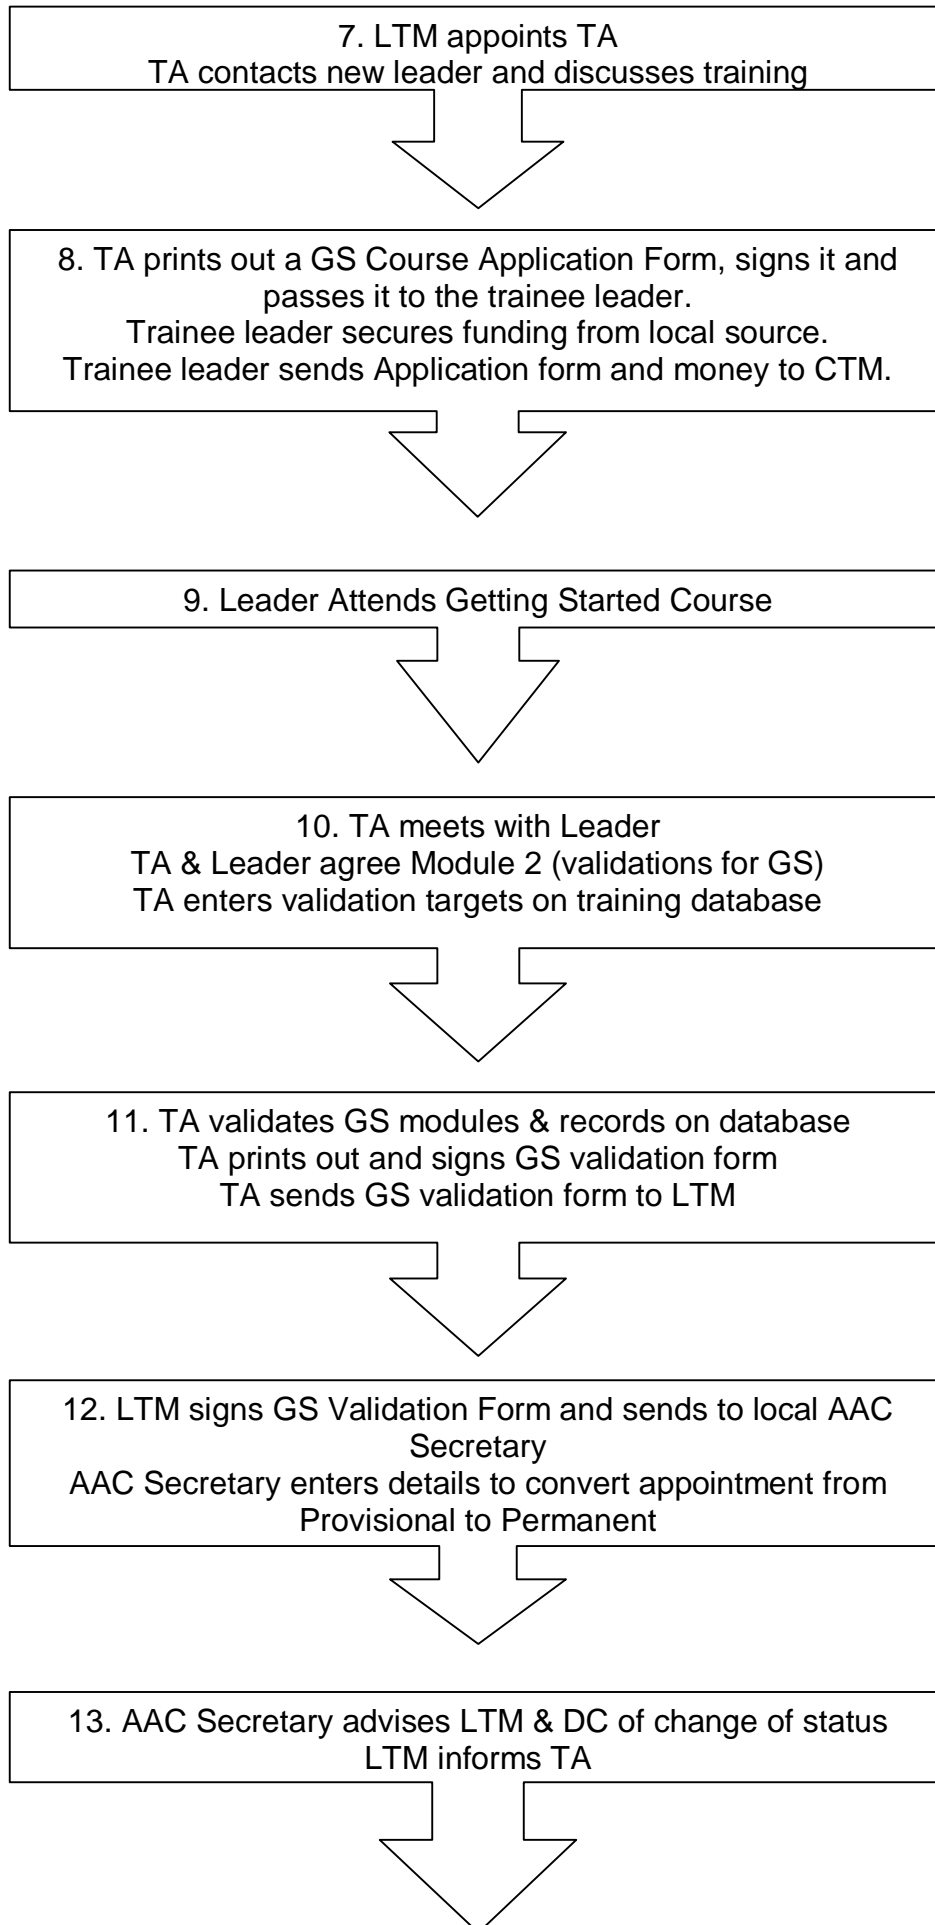 7. LTM appoints TA
TA contacts new leader and discusses training
8. TA prints out a GS Course Application Form, signs it and
passes it to the trainee leader.
Trainee leader secures funding from local source.
Trainee leader sends Application form and money to CTM.
9. Leader Attends Getting Started Course
10. TA meets with Leader
TA & Leader agree Module 2 (validations for GS)
TA enters validation targets on training database
11. TA validates GS modules & records on database
TA prints out and signs GS validation form
TA sends GS validation form to LTM
12. LTM signs GS Validation Form and sends to local AAC
Secretary
AAC Secretary enters details to convert appointment from
Provisional to Permanent
13. AAC Secretary advises LTM & DC of change of status
LTM informs TA